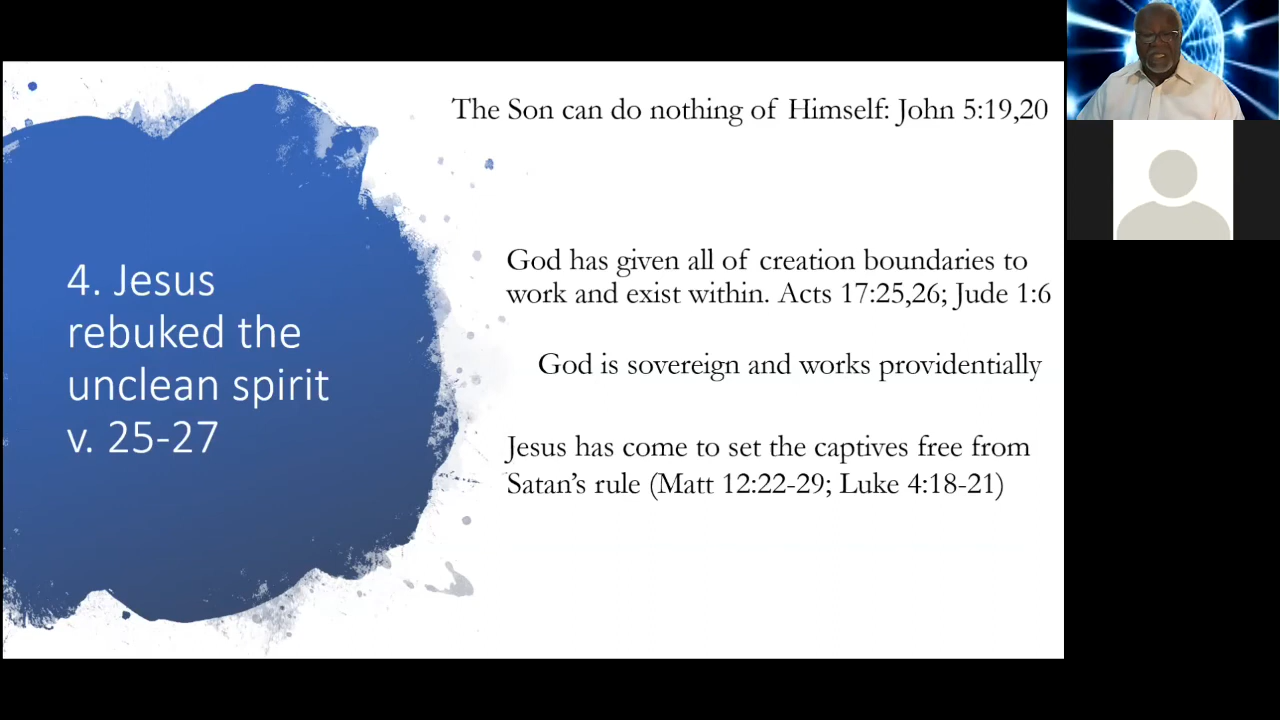 4. Jesus
rebuked the
unclean spirit
v. 25-27
The Son can do nothing of Himself: John 5:19,20
God has given all of creation boundaries to
work and exist within. Acts 17:25,26; Jude 1:6
God is sovereign and works providentially
Jesus has come to set the captives free from
Satan’s rule (Matt 12:22-29; Luke 4:18-21)